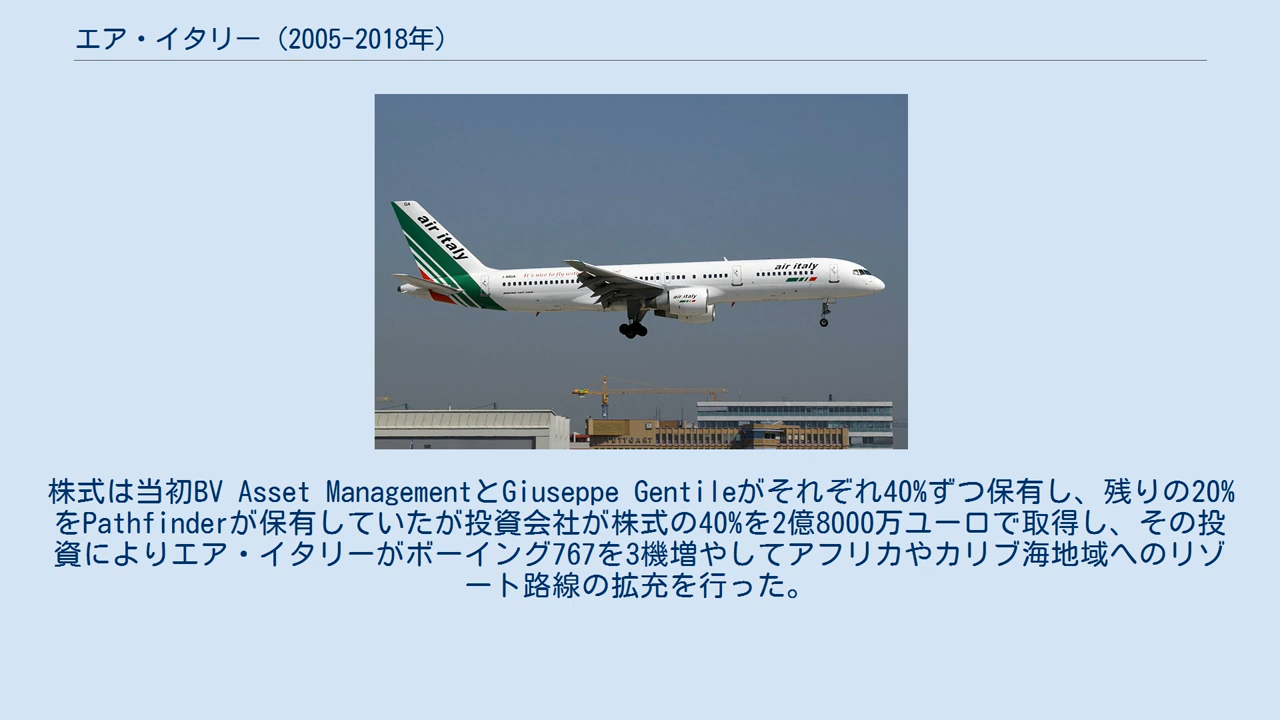 エア・イタリー（2005-2018年）
air italy
It's nice to fly with
air italy
air italy
STUTTGART
株式は当初BV Asset ManagementとGiuseppe Gentileがそれぞれ40%ずつ保有し、残りの20%
をPathfinderが保有していたが投資会社が株式の40%を2億8000万ユーロで取得し、その投
資によりエア・イタリーがボーイング767を3機増やしてアフリカやカリブ海地域へのリゾ
ート路線の拡充を行った。